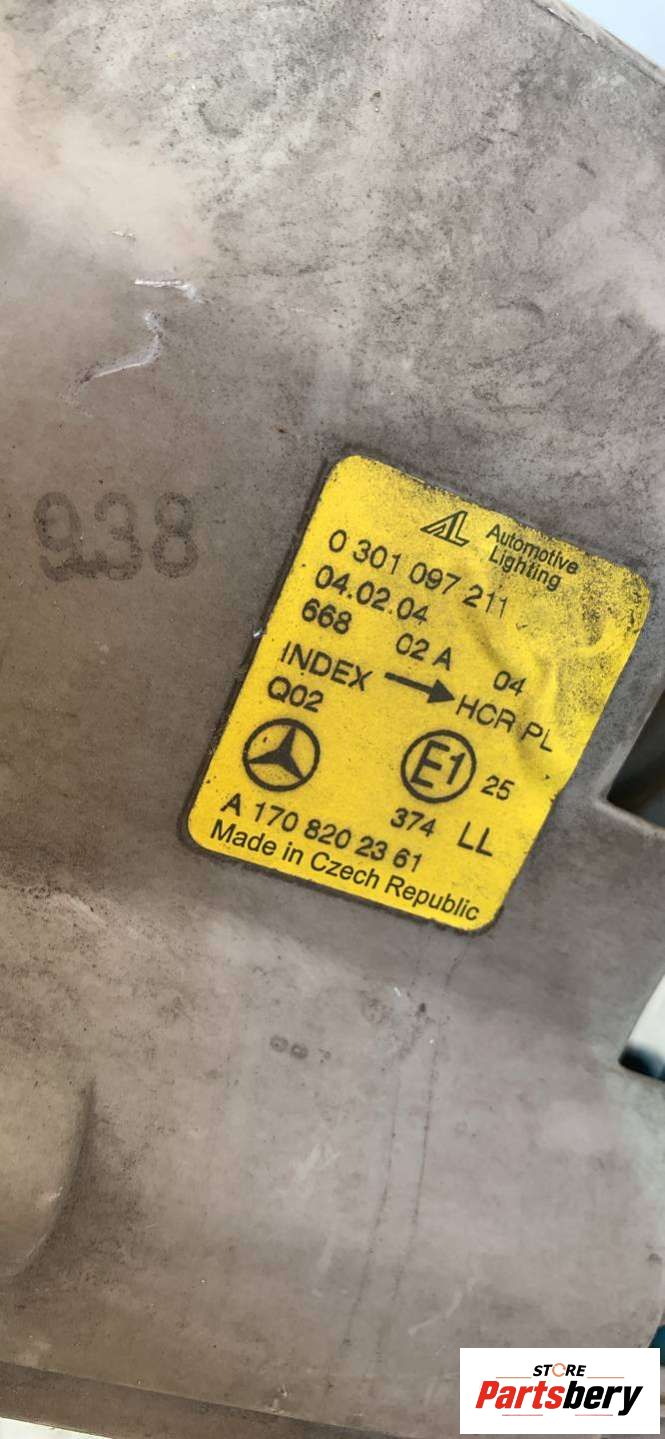 938
AL Automotive
Lighting
0 301 097 211
04.02.04
668 02 A 04
INDEX → HCR PL
Q02
E1 25
374 LL
A 170 820 23 61
Made in Czech Republic
STORE
Partsbery